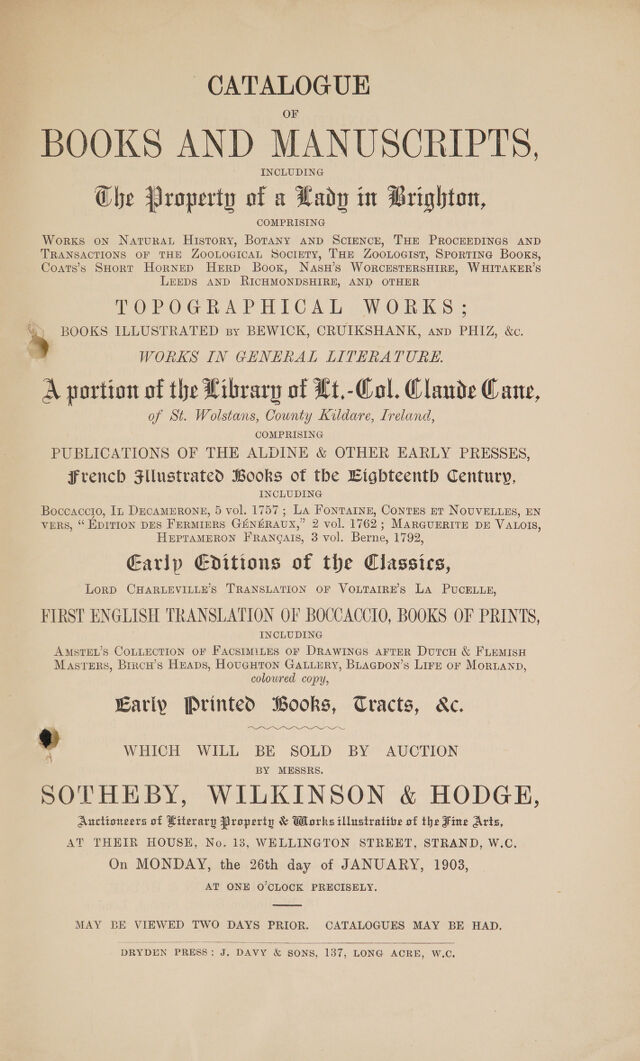 CATALOGUE
OF
BOOKS AND MANUSCRIPTS,
INCLUDING
The Property of a Lady in Brighton,
COMPRISING
Works on Natural History, Botany and Science, The Proceedings and
Transactions of the Zoological Society, The Zoologist, Sporting Books,
Coats's Short Horned Herd Book, Nash's Worcestershire, Whitaker's
Leeds and Richmondshire, and other
TOPOGRAPHICAL WORKS;
BOOKS ILLUSTRATED BY BEWICK, CRUIKSHANK, AND PHIZ, &c.
WORKS IN GENERAL LITERATURE.
A portion of the Library of Lt.-Col. Claude Cane,
of St. Wolstans, County Kildare, Ireland,
COMPRISING
PUBLICATIONS OF THE ALDINE & OTHER EARLY PRESSES,
French Illustrated Books of the Eighteenth Century,
INCLUDING
Boccaccio, Il Decamerone, 5 vol. 1757; La Fontaine, Contes et Nouvelles, en
vers, "Édition des Fermiers Généraux," 2 vol. 1762; Marguerite de Valois,
Heptameron Français, 3 vol. Berne, 1792,
Early Editions of the Classics,
Lord Charleville's Translation of Voltaire's La Pucelle,
FIRST ENGLISH TRANSLATION OF BOCCACCIO, BOOKS OF PRINTS,
INCLUDING
Amstel's Collection of Facsimiles of Drawings after Dutch & Flemish
Masters, Birch's Heads, Houghton Gallery, Blagdon's Life of Morland,
coloured copy,
Early Printed Books, Tracts, &c.
WHICH WILL BE SOLD BY AUCTION
BY MESSRS.
SOTHEBY, WILKINSON & HODGE,
Auctioneers of Literary Property & Works illustrative of the Fine Arts,
AT THEIR HOUSE, No. 13, WELLINGTON STREET, STRAND, W.C.
On MONDAY, the 26th day of JANUARY, 1903,
AT ONE O'CLOCK PRECISELY.
MAY BE VIEWED TWO DAYS PRIOR. CATALOGUES MAY BE HAD.
DRYDEN PRESS: J. DAVY & SONS, 137, LONG ACRE, W.C.